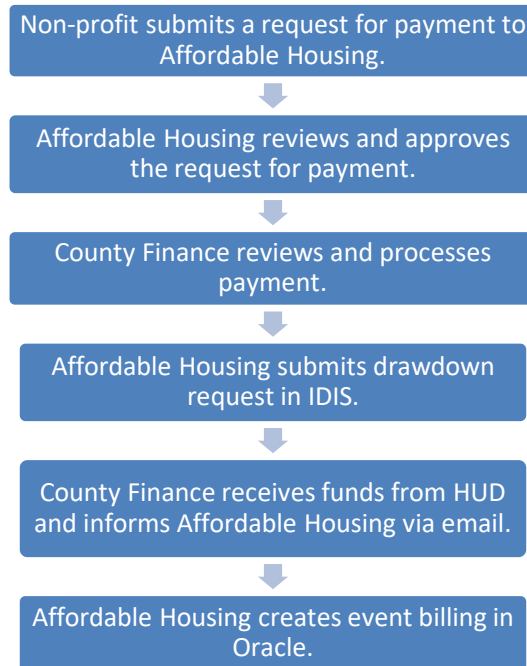 Non-profit submits a request for payment to
Affordable Housing.
Affordable Housing reviews and approves
the request for payment.
County Finance reviews and processes
payment.
Affordable Housing submits drawdown
request in IDIS.
County Finance receives funds from HUD
and informs Affordable Housing via email.
Affordable Housing creates event billing in
Oracle.